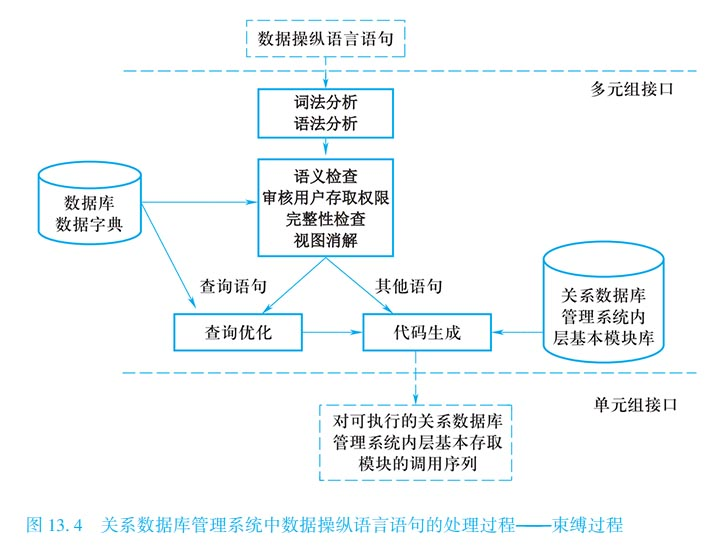 数据操纵语言语句
多元组接口
词法分析
语法分析
语义检查
审核用户存取权限
完整性检查
视图消解
数据库
数据字典
查询语句
其他语句
关系数据库
管理系统内
层基本模块库
查询优化
代码生成
单元组接口
对可执行的关系数据库
管理系统内层基本存取
模块的调用序列
图 13.4 关系数据库管理系统中数据操纵语言语句的处理过程——束缚过程